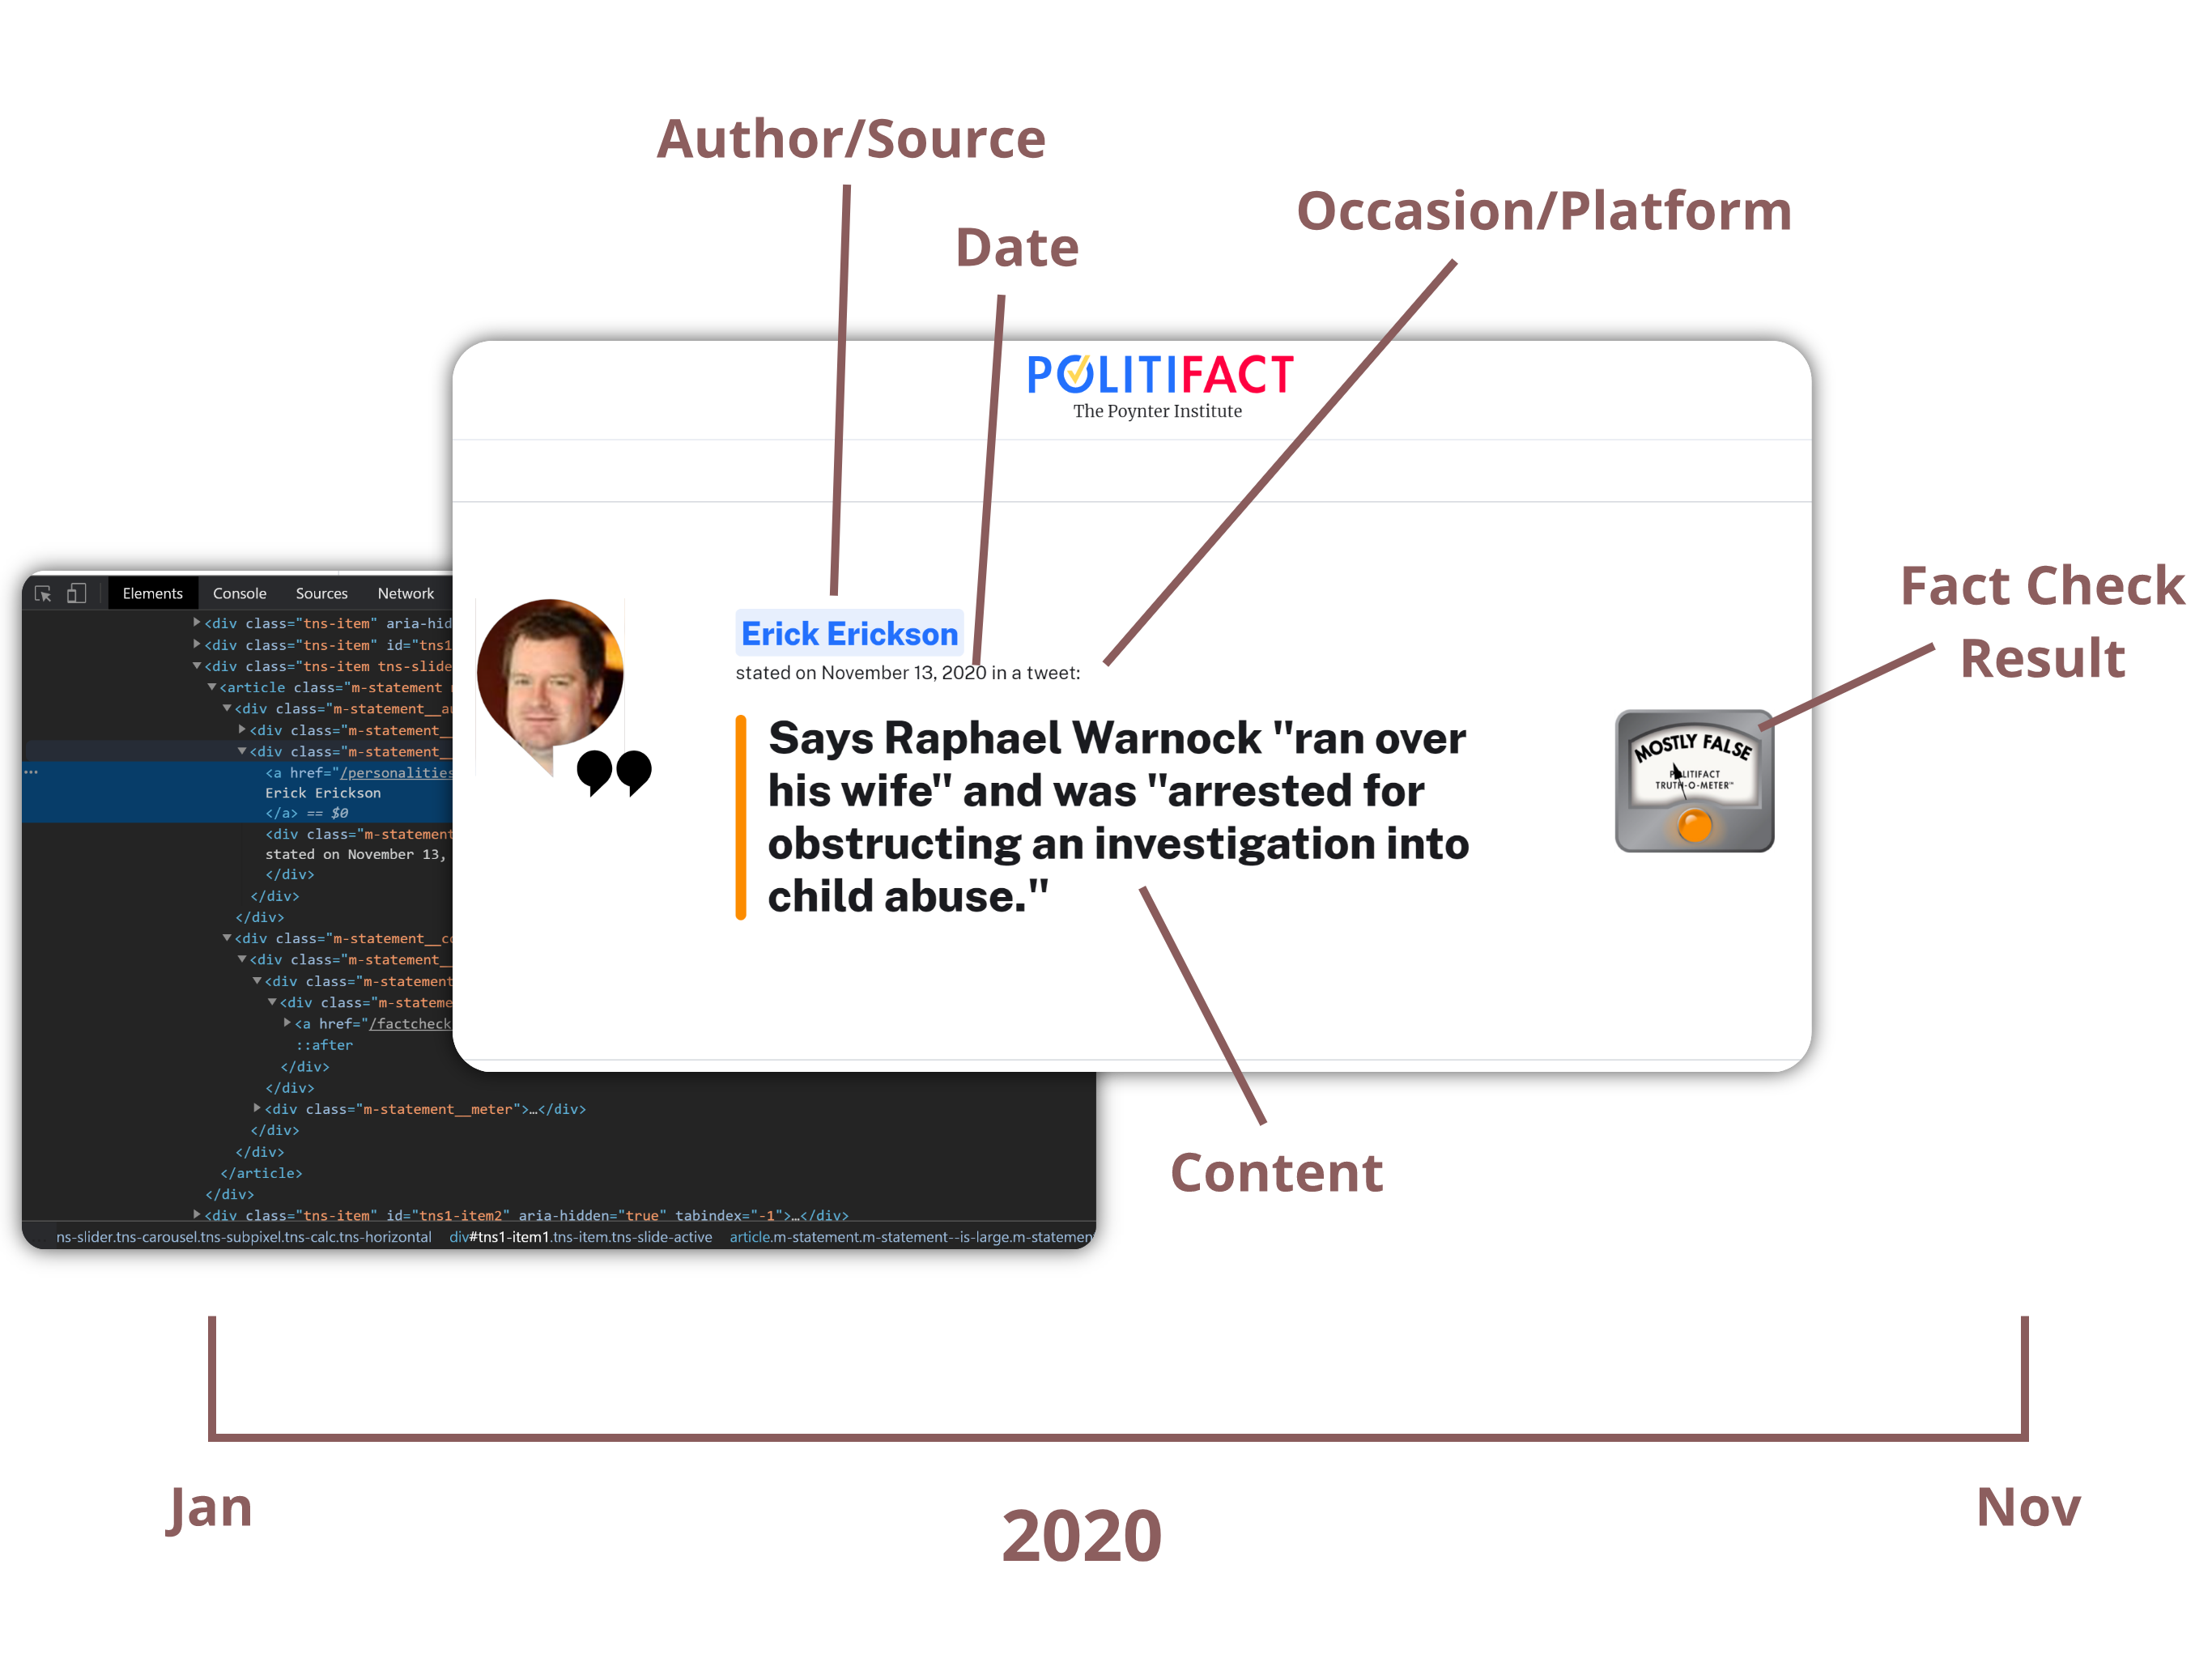 Author/Source
Occasion/Platform
Date
POLITIFACT
The Poynter Institute
Fact Check
Result
Erick Erickson
stated on November 13, 2020 in a tweet:
Says Raphael Warnock "ran over
his wife" and was "arrested for
obstructing an investigation into
child abuse."
MOSTLY FALSE
POLITIFACT
TRUTH-O-METER™
Content
Elements Console Sources Network
<div class="tns-item" aria-hid
<div class="tns-item" id="tns1
<div class="tns-item tns-slide
<article class="m-statement
<div class="m-statement__au
<div class="m-statement__
<div class="m-statement__
<a href="/personalities
Erick Erickson
</a> == $0
<div class="m-statement
stated on November 13,
</div>
</div>
</div>
<div class="m-statement__co
<div class="m-statement__
<div class="m-statement
<div class="m-stateme
<a href="/factcheck
::after
</div>
</div>
<div class="m-statement__meter">…</div>
</div>
</div>
</article>
</div>
<div class="tns-item" id="tns1-item2" aria-hidden="true" tabindex="-1">…</div>
ns-slider.tns-carousel.tns-subpixel.tns-calc.tns-horizontal div#tns1-item1.tns-item.tns-slide-active article.m-statement.m-statement--is-large.m-statemen
Jan
2020
Nov